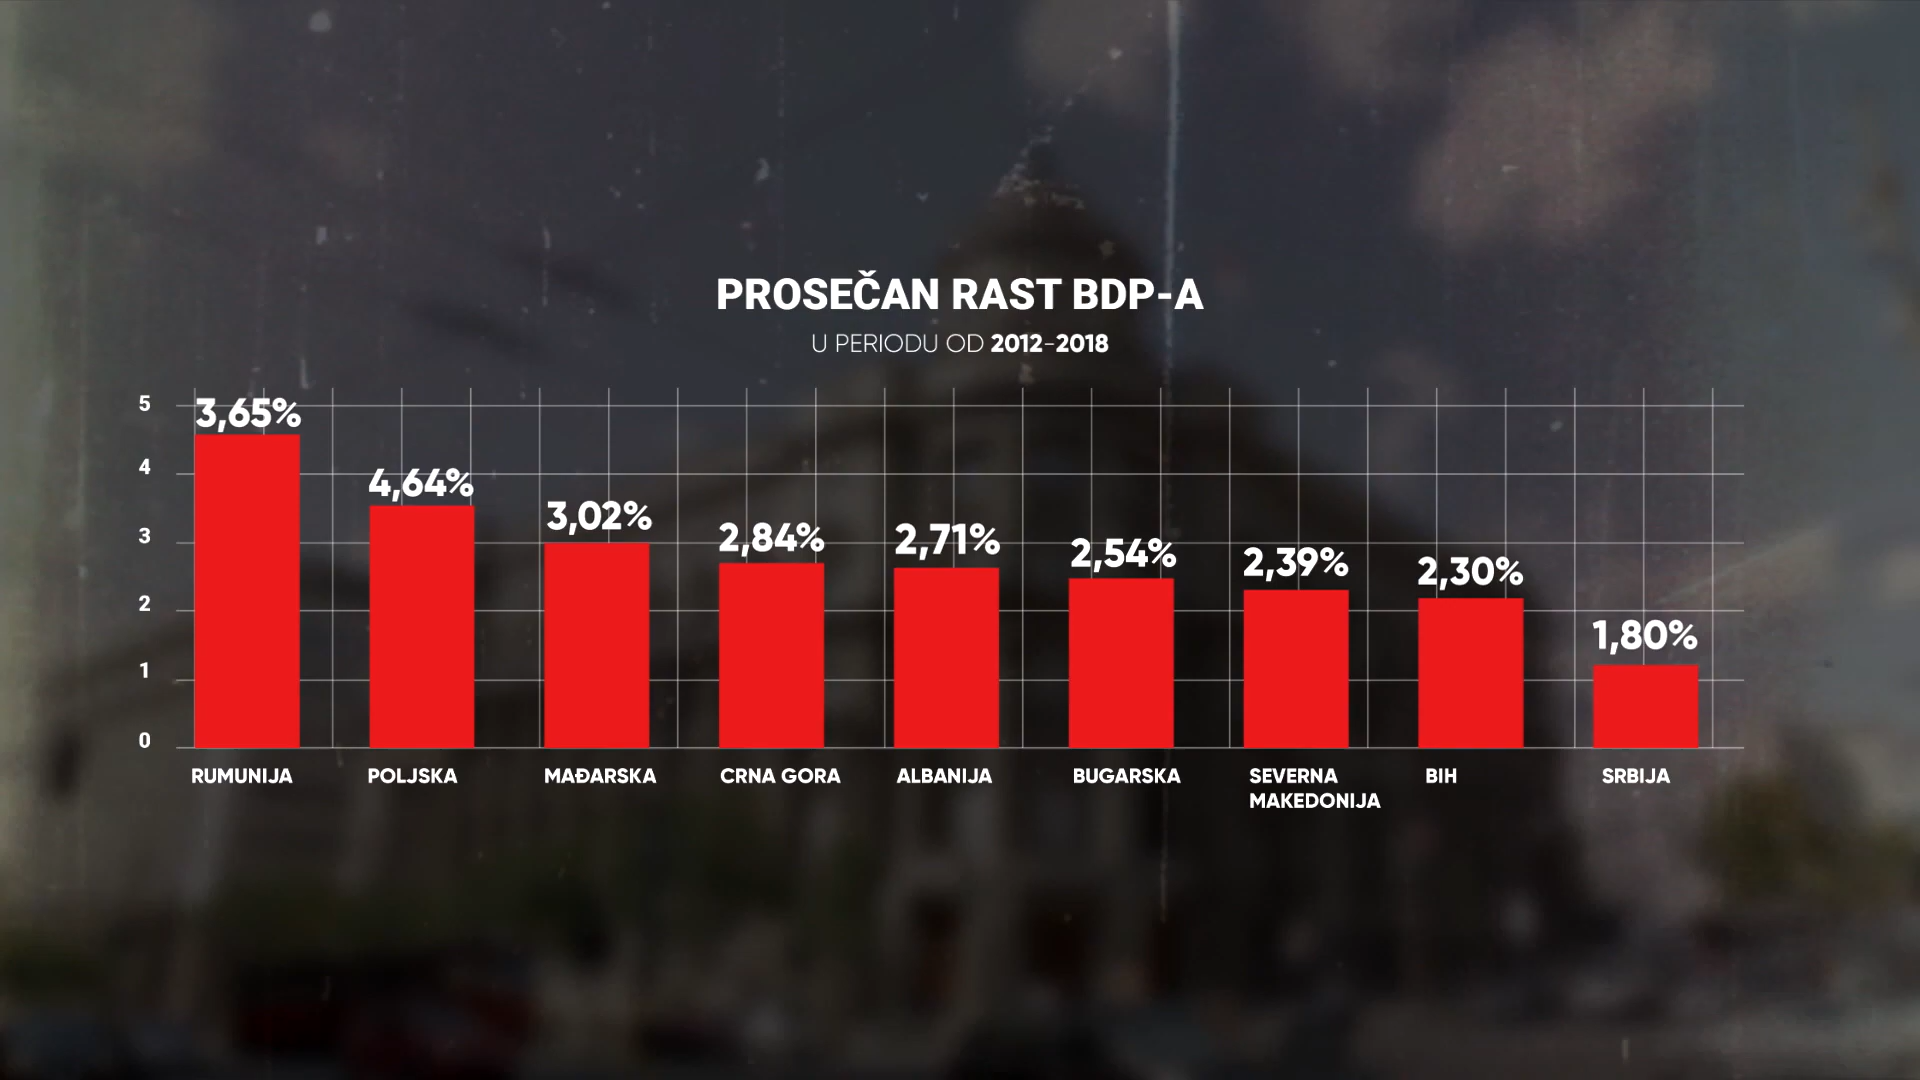 PROSEČAN RAST BDP-A
U PERIODU OD 2012-2018
5
4
3
2
1
0
3,65%
4,64%
3,02%
2,84%
2,71%
2,54%
2,39%
2,30%
1,80%
RUMUNIJA
POLJSKA
MAĐARSKA
CRNA GORA
ALBANIJA
BUGARSKA
SEVERNA
MAKEDONIJA
BIH
SRBIJA